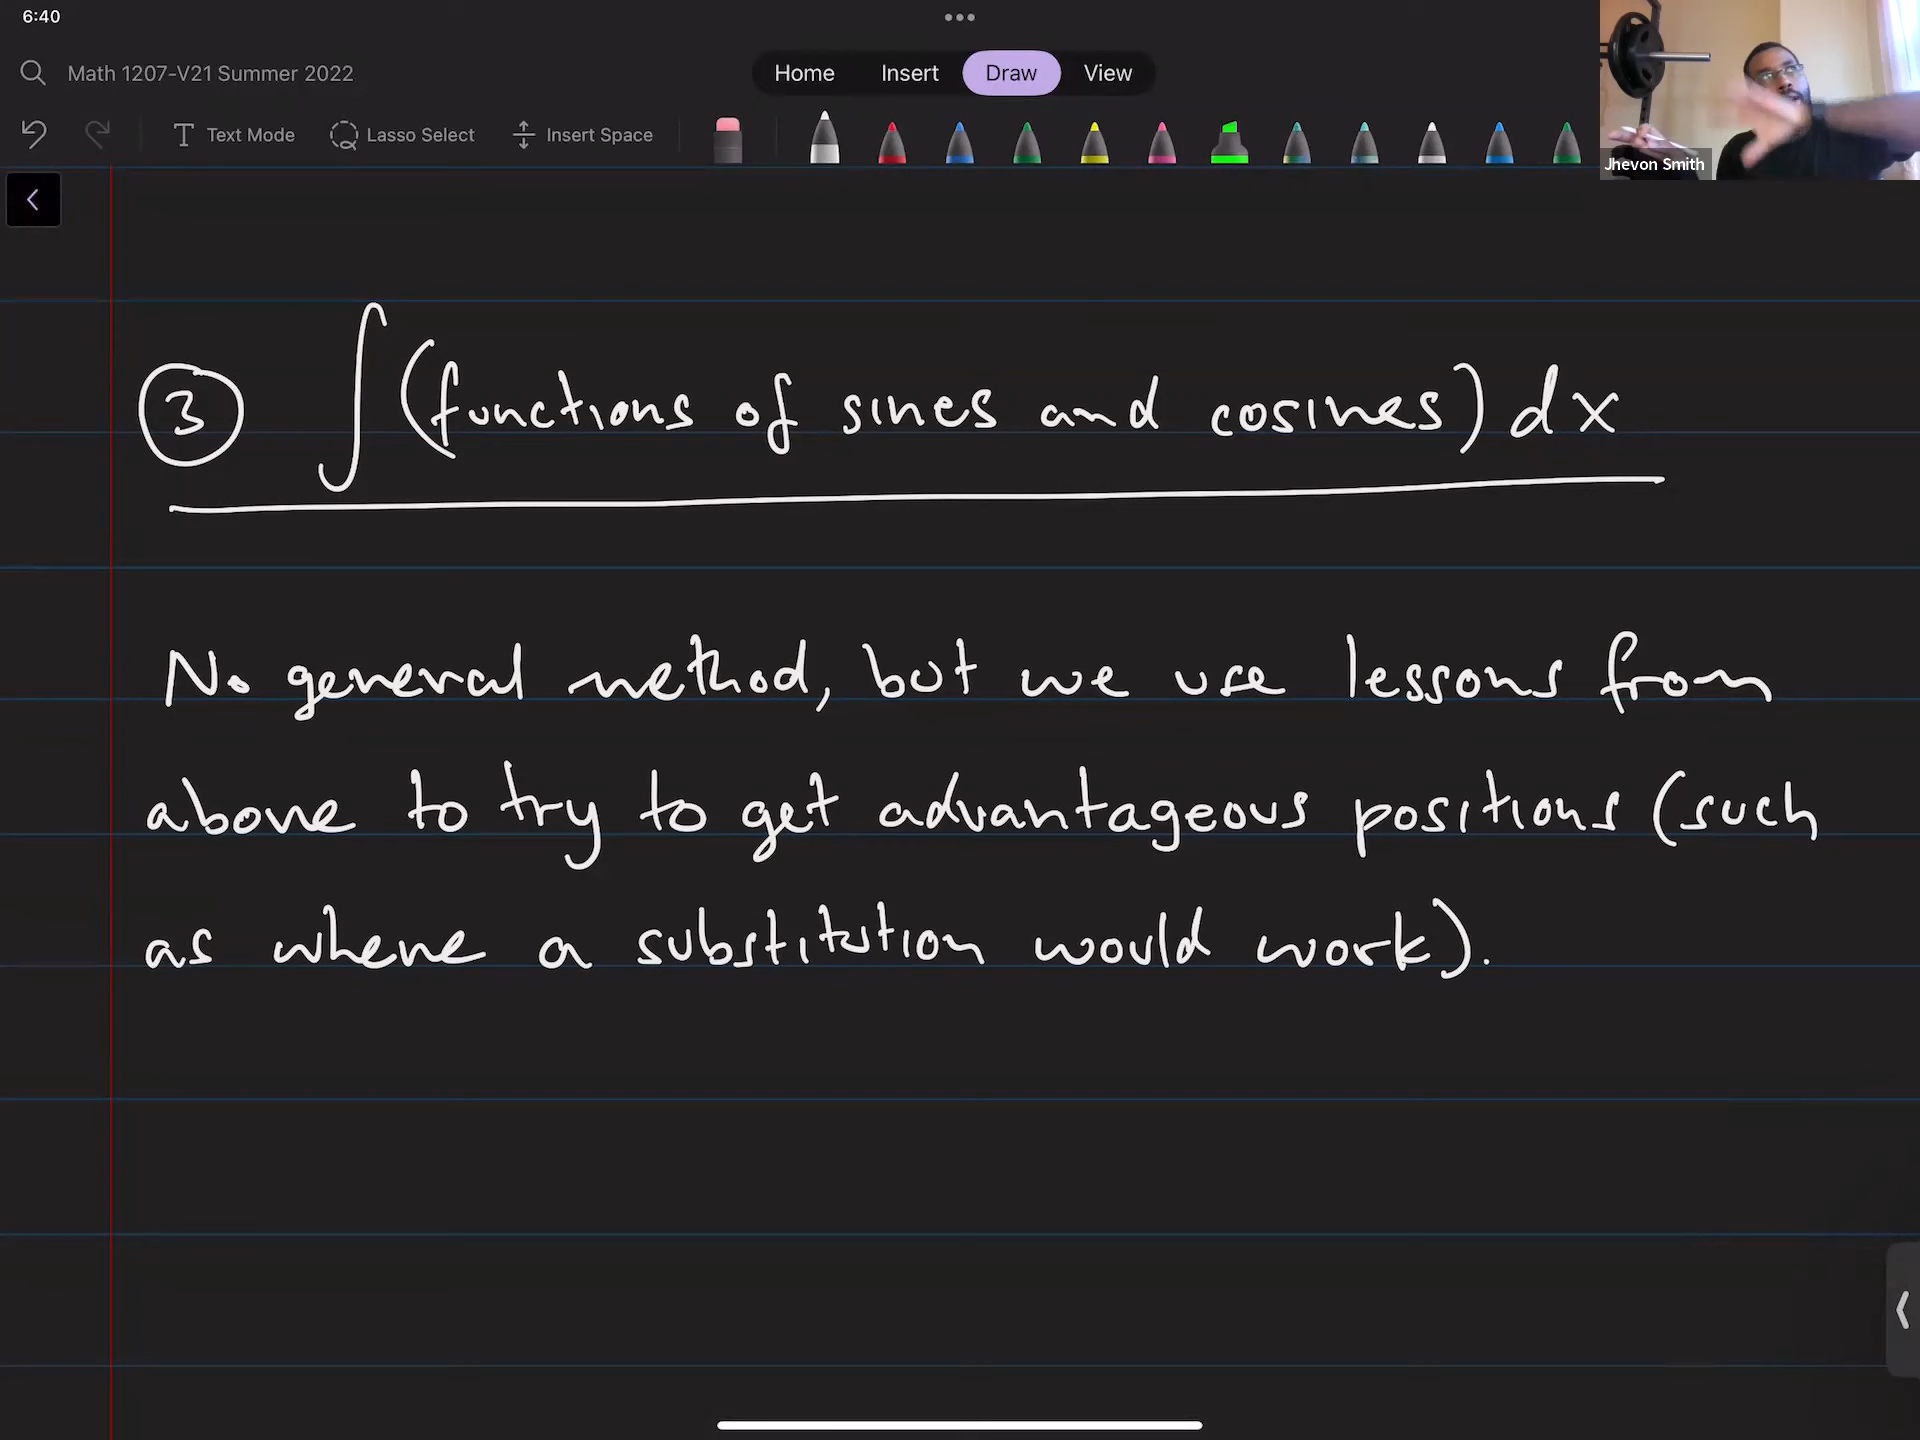 6:40
Math 1207-V21 Summer 2022
Home Insert Draw View
Text Mode Lasso Select Insert Space
Jhevon Smith
③ ∫(functions of sines and cosines) dx
No general method, but we use lessons from
above to try to get advantageous positions (such
as where a substitution would work).